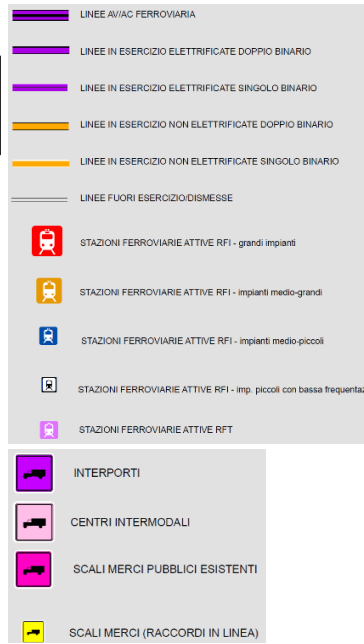 LINEE AV/AC FERROVIARIA
LINEE IN ESERCIZIO ELETTRIFICATE DOPPIO BINARIO
LINEE IN ESERCIZIO ELETTRIFICATE SINGOLO BINARIO
LINEE IN ESERCIZIO NON ELETTRIFICATE DOPPIO BINARIO
LINEE IN ESERCIZIO NON ELETTRIFICATE SINGOLO BINARIO
LINEE FUORI ESERCIZIO/DISMESSE
STAZIONI FERROVIARIE ATTIVE RFI - grandi impianti
STAZIONI FERROVIARIE ATTIVE RFI - impianti medio-grandi
STAZIONI FERROVIARIE ATTIVE RFI - impianti medio-piccoli
STAZIONI FERROVIARIE ATTIVE RFI - imp. piccoli con bassa frequentaz
STAZIONI FERROVIARIE ATTIVE RFT
INTERPORTI
CENTRI INTERMODALI
SCALI MERCI PUBBLICI ESISTENTI
SCALI MERCI (RACCORDI IN LINEA)